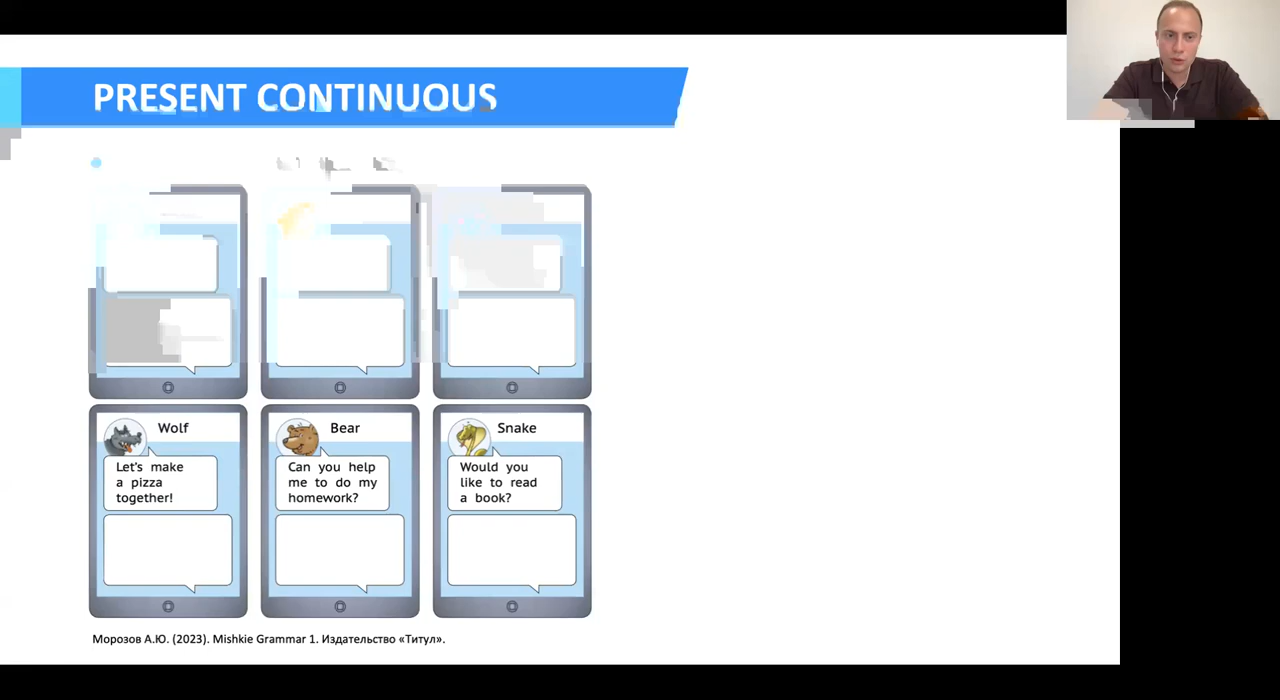 PRESENT CONTINUOUS
Wolf
Let's make
a pizza
together!
Bear
Can you help
me to do my
homework?
Snake
Would you
like to read
a book?
Морозов А.Ю. (2023). Mishkie Grammar 1. Издательство «Титул».